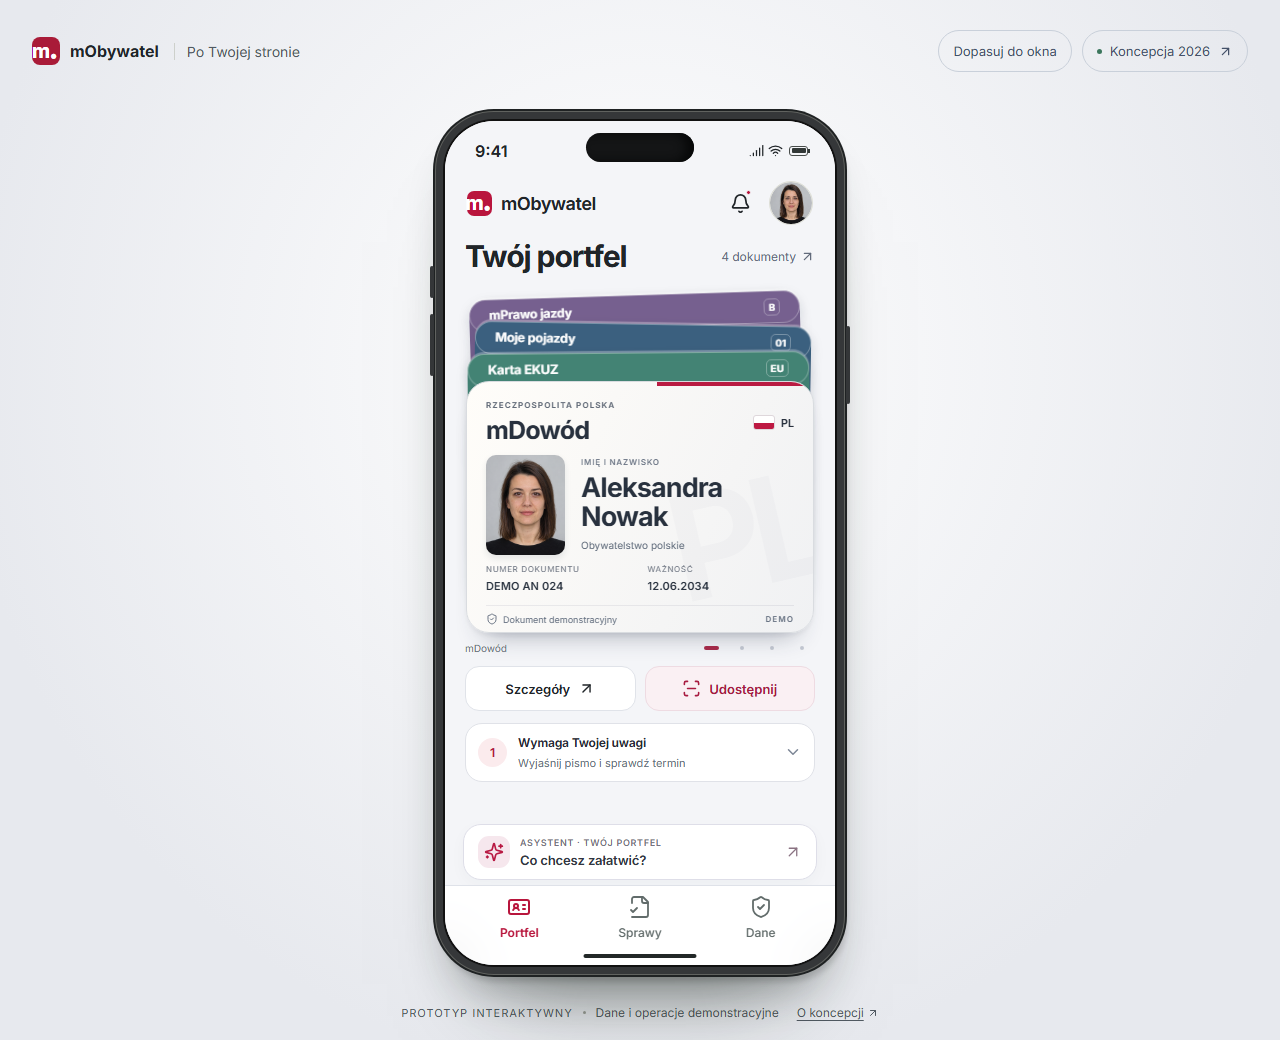 m. mObywatel Po Twojej stronie
Dopasuj do okna
Koncepcja 2026
9:41
m. mObywatel
Twój portfel
4 dokumenty
mPrawo jazdy B
Moje pojazdy 01
Karta EKUZ EU
RZECZPOSPOLITA POLSKA
mDowód
PL
IMIĘ I NAZWISKO
Aleksandra
Nowak
Obywatelstwo polskie
PL
NUMER DOKUMENTU WAŻNOŚĆ
DEMO AN 024 12.06.2034
Dokument demonstracyjny DEMO
mDowód
Szczegóły
Udostępnij
1
Wymaga Twojej uwagi
Wyjaśnij pismo i sprawdź termin
ASYSTENT · TWÓJ PORTFEL
Co chcesz załatwić?
Portfel Sprawy Dane
PROTOTYP INTERAKTYWNY • Dane i operacje demonstracyjne O koncepcji